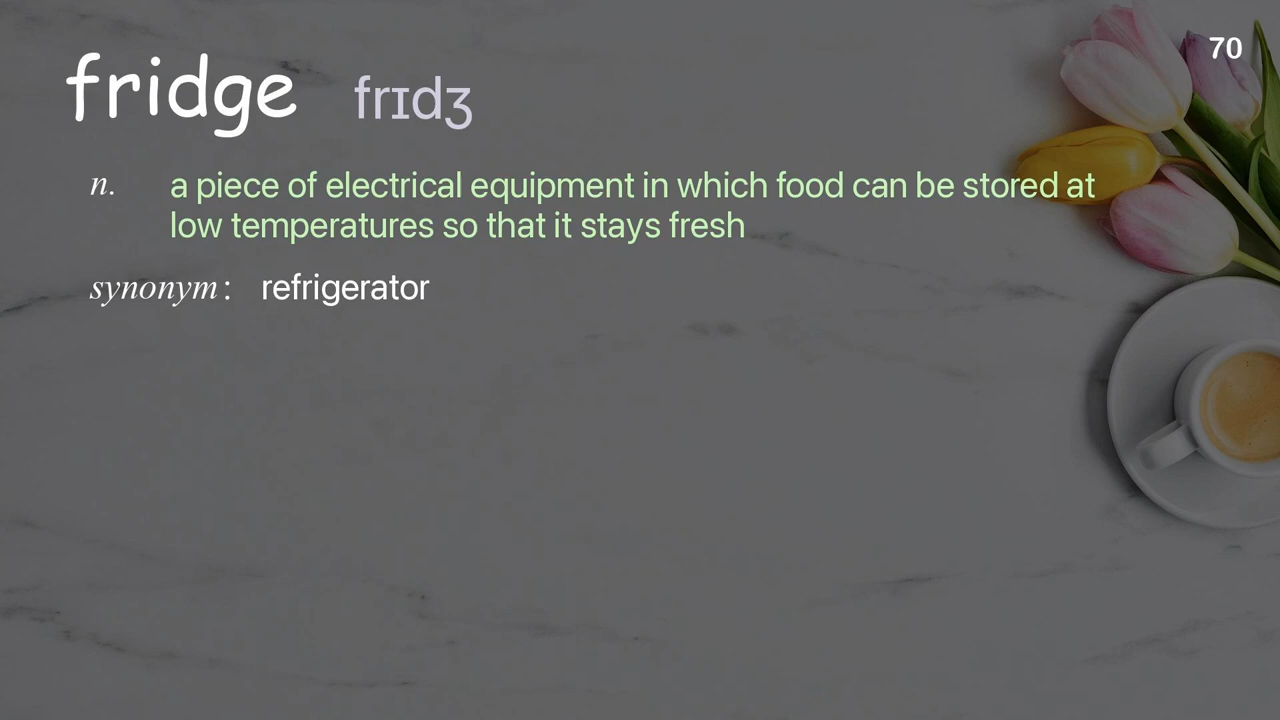 70
fridge frɪdʒ
n. a piece of electrical equipment in which food can be stored at
low temperatures so that it stays fresh
synonym: refrigerator